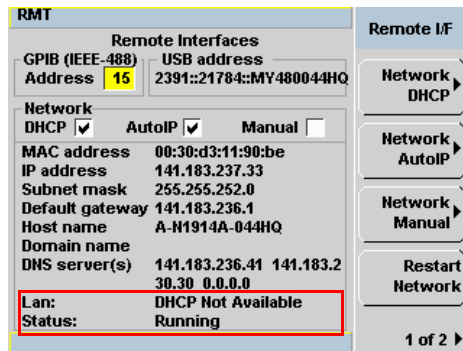 RMT
Remote Interfaces
GPIB (IEEE-488)
Address 15
USB address
2391::21784::MY480044HQ
Network
DHCP AutoIP Manual
MAC address 00:30:d3:11:90:be
IP address 141.183.237.33
Subnet mask 255.255.252.0
Default gateway 141.183.236.1
Host name A-N1914A-044HQ
Domain name
DNS server(s) 141.183.236.41 141.183.2
30.30 0.0.0.0
Lan: DHCP Not Available
Status: Running
Remote I/F
Network
DHCP
Network
AutoIP
Network
Manual
Restart
Network
1 of 2